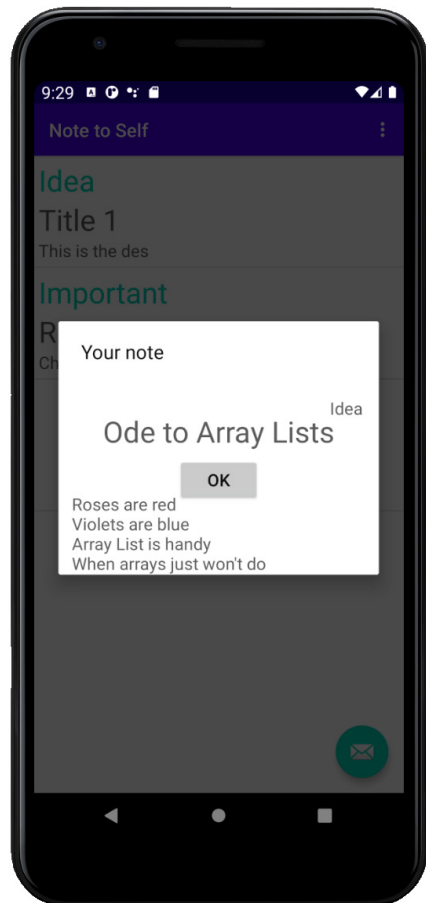 9:29
Note to Self
Idea
Title 1
This is the des
Important
R
Ch
Your note
Idea
Ode to Array Lists
OK
Roses are red
Violets are blue
Array List is handy
When arrays just won't do